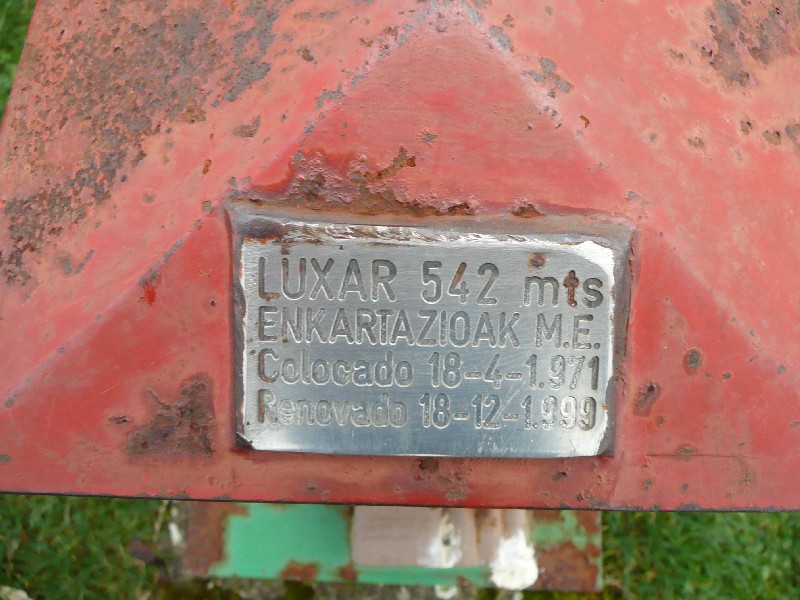 LUXAR 542 mts
ENKARTAZIOAK M.E.
Colocado 18-4-1.971
Renovado 18-12-1.999